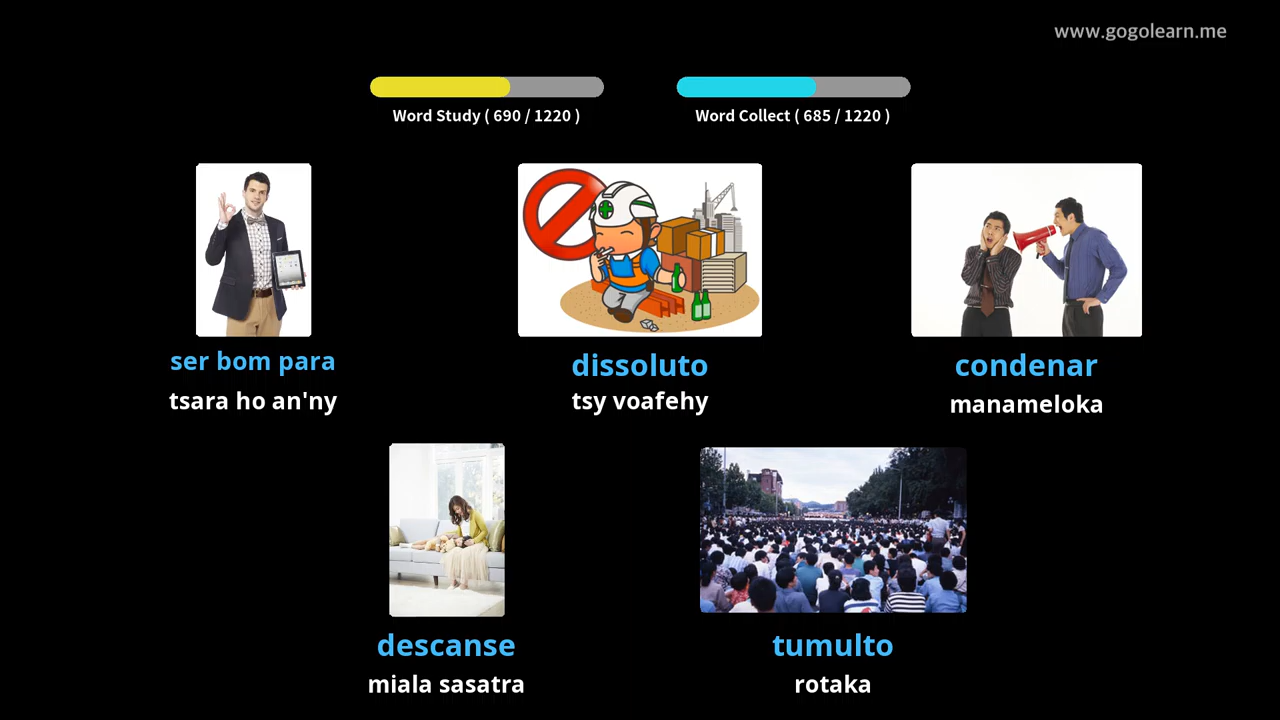 www.gogolearn.me
Word Study ( 690 / 1220 )
Word Collect ( 685 / 1220 )
ser bom para
tsara ho an'ny
dissoluto
tsy voafehy
condenar
manameloka
descanse
miala sasatra
tumulto
rotaka